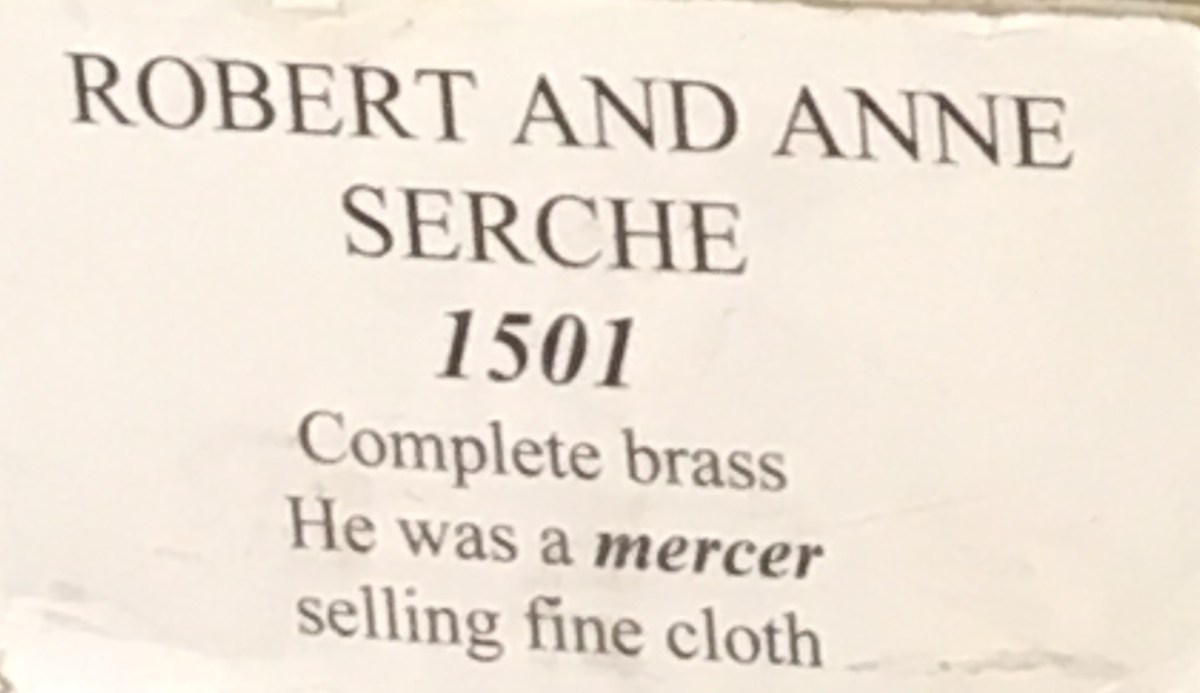 ROBERT AND ANNE
SERCHE
1501
Complete brass
He was a mercer
selling fine cloth